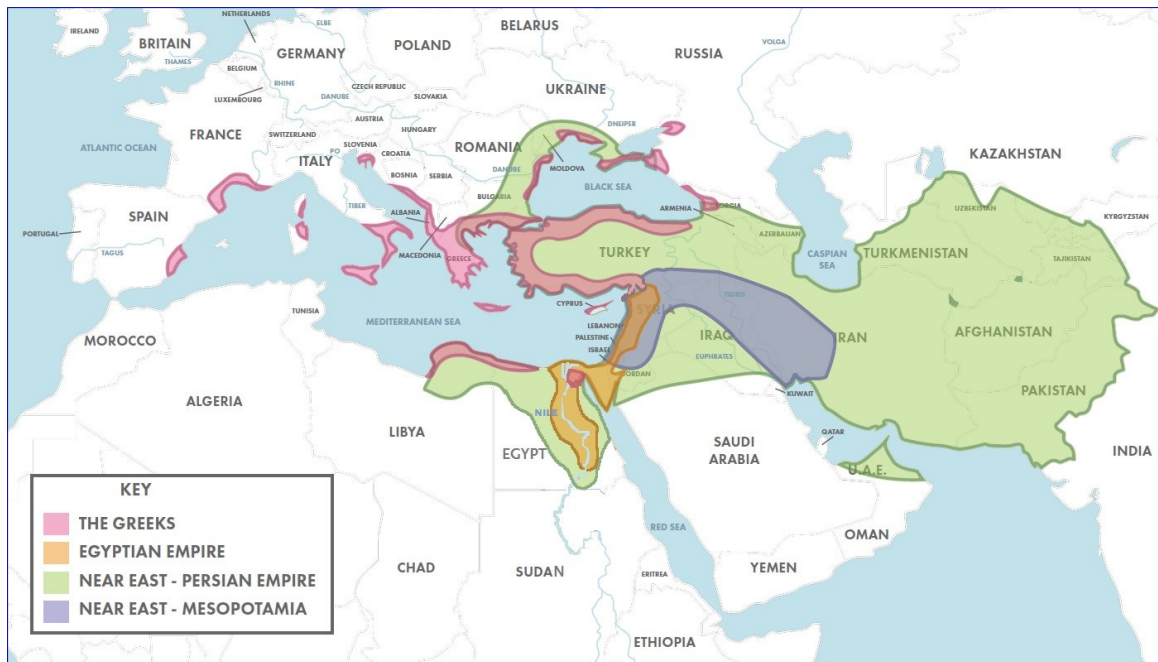 IRELAND
BRITAIN
THAMES
NETHERLANDS
ELBE
GERMANY
POLAND
BELARUS
RUSSIA
VOLGA
BELGIUM
RHINE
LUXEMBOURG
DANUBE
CZECH REPUBLIC
SLOVAKIA
UKRAINE
DNEIPER
KAZAKHSTAN
ATLANTIC OCEAN
FRANCE
SWITZERLAND
AUSTRIA
HUNGARY
SLOVENIA
PO
ITALY
CROATIA
BOSNIA
SERBIA
ROMANIA
MOLDOVA
DANUBE
BULGARIA
BLACK SEA
ARMENIA
AZERBAIJAN
CASPIAN
SEA
UZBEKISTAN
KYRGYZSTAN
TURKMENISTAN
TAJIKISTAN
PORTUGAL
SPAIN
TAGUS
TIBER
ALBANIA
MACEDONIA
GREECE
TURKEY
CYPRUS
SYRIA
TIGRIS
LEBANON
PALESTINE
ISRAEL
JORDAN
IRAQ
EUPHRATES
IRAN
AFGHANISTAN
PAKISTAN
INDIA
KUWAIT
QATAR
U.A.E.
MOROCCO
TUNISIA
MEDITERRANEAN SEA
ALGERIA
LIBYA
NILE
EGYPT
SAUDI
ARABIA
RED SEA
OMAN
YEMEN
CHAD
SUDAN
ERITREA
ETHIOPIA
KEY
THE GREEKS
EGYPTIAN EMPIRE
NEAR EAST - PERSIAN EMPIRE
NEAR EAST - MESOPOTAMIA